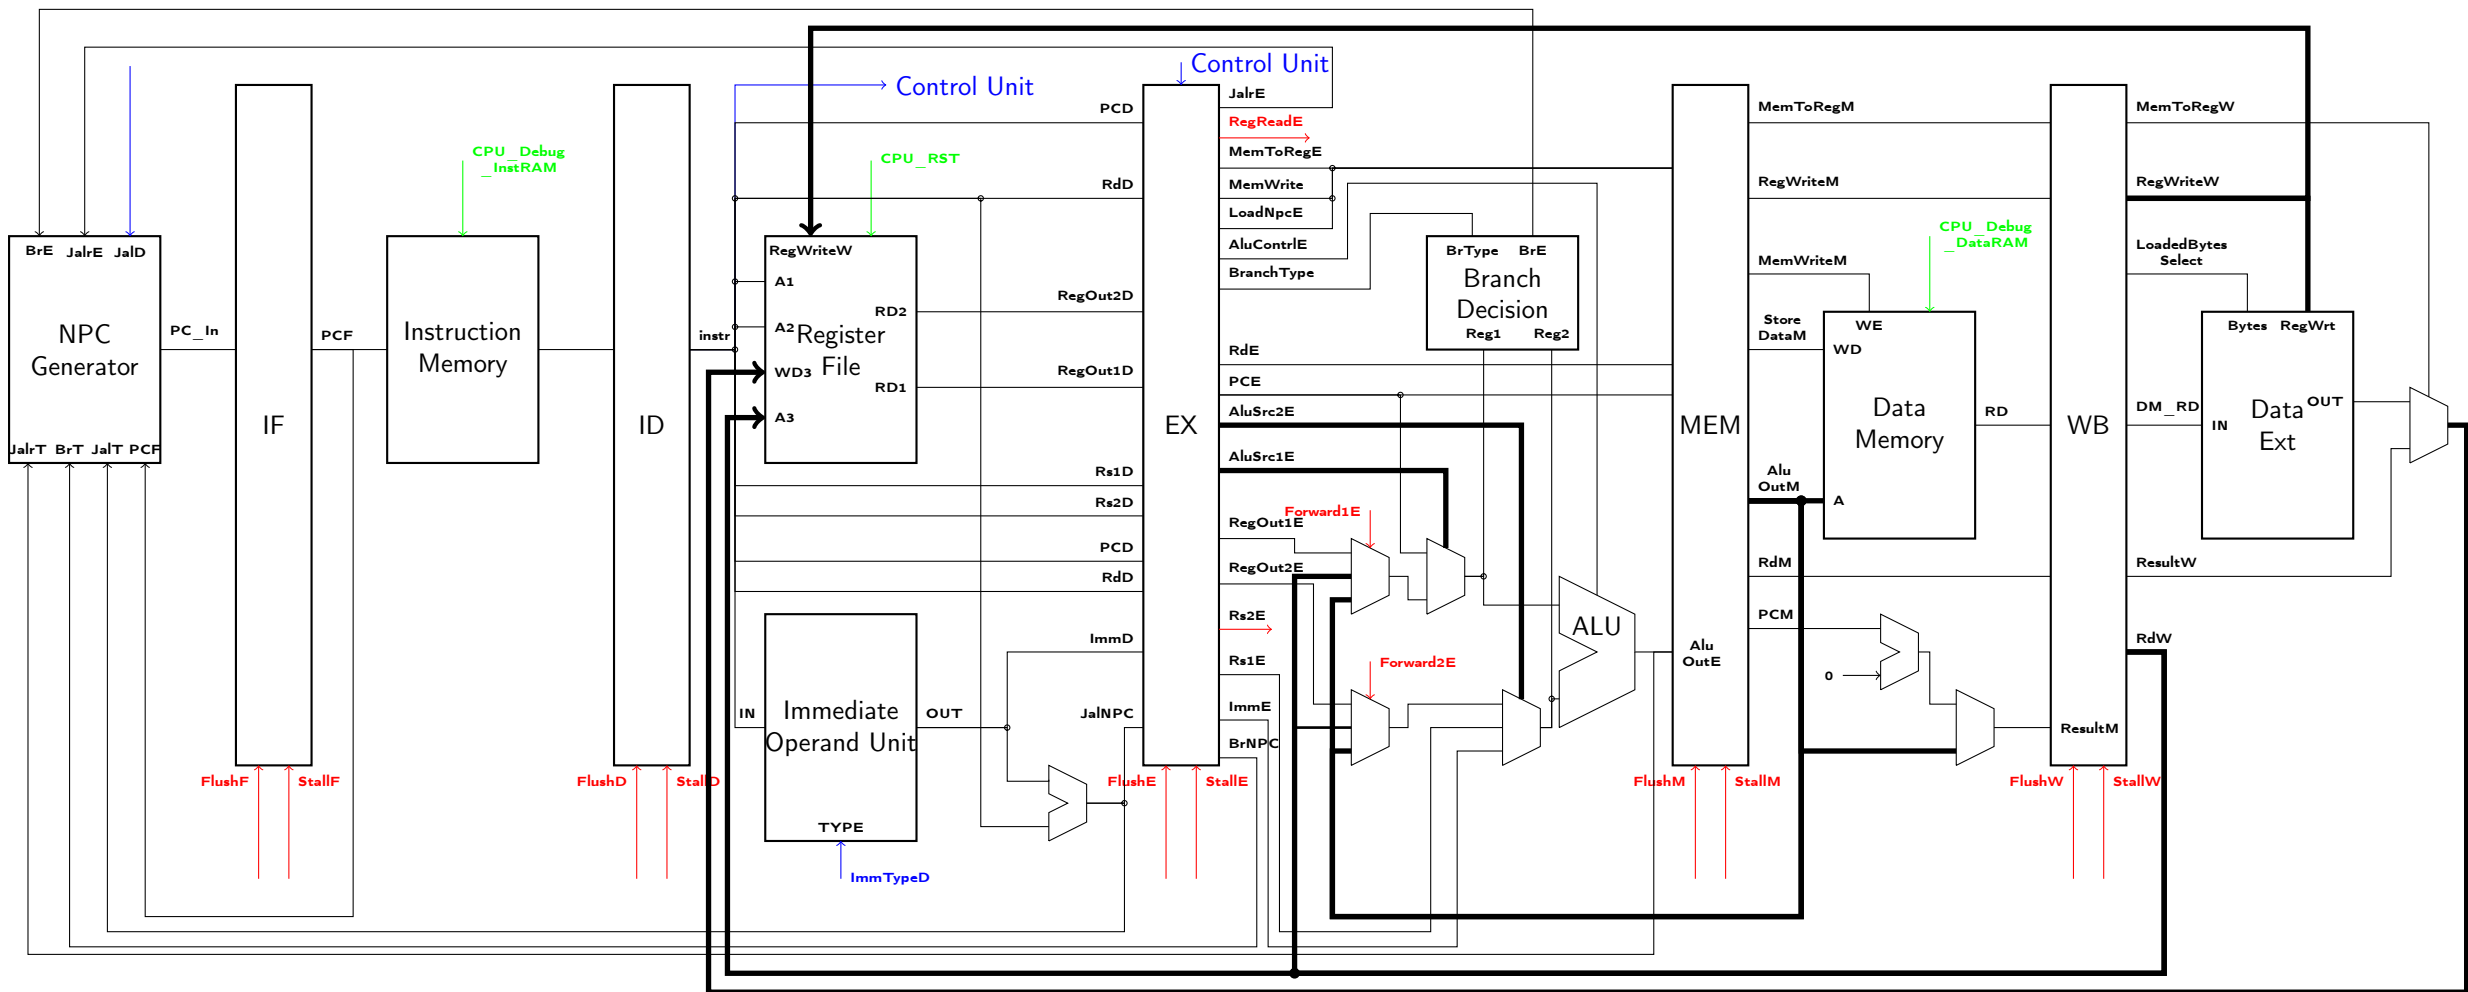 Control Unit
Control Unit
JalrE
PCD
MemToRegM
MemToRegW
RegReadE
CPU_Debug
_InstRAM
CPU_RST
MemToRegE
RdD
MemWrite
RegWriteM
RegWriteW
LoadNpcE
CPU_Debug
_DataRAM
BrE
JalrE
JalD
RegWriteW
AluContrlE
BrType
BrE
LoadedBytes
Select
MemWriteM
BranchType
Branch
Decision
A1
RegOut2D
RD2
Store
DataM
WE
Bytes
RegWrt
PC_In
PCF
instr
A2
Reg1
Reg2
NPC
Generator
Instruction
Memory
Register
File
WD
RdE
WD3
RegOut1D
RD1
PCE
A3
AluSrc2E
OUT
RD
DM_RD
Data
Memory
Data
Ext
IN
IF
ID
EX
MEM
WB
JalrT
BrT
JalT
PCF
AluSrc1E
Rs1D
Alu
OutM
A
Rs2D
Forward1E
RegOut1E
PCD
RegOut2E
RdM
ResultW
RdD
Rs2E
PCM
ALU
ImmD
RdW
Alu
OutE
Rs1E
Forward2E
0
IN
Immediate
Operand Unit
OUT
JalNPC
ImmE
ResultM
BrNPC
FlushF
StallF
FlushD
StallD
FlushE
StallE
FlushM
StallM
FlushW
StallW
TYPE
ImmTypeD